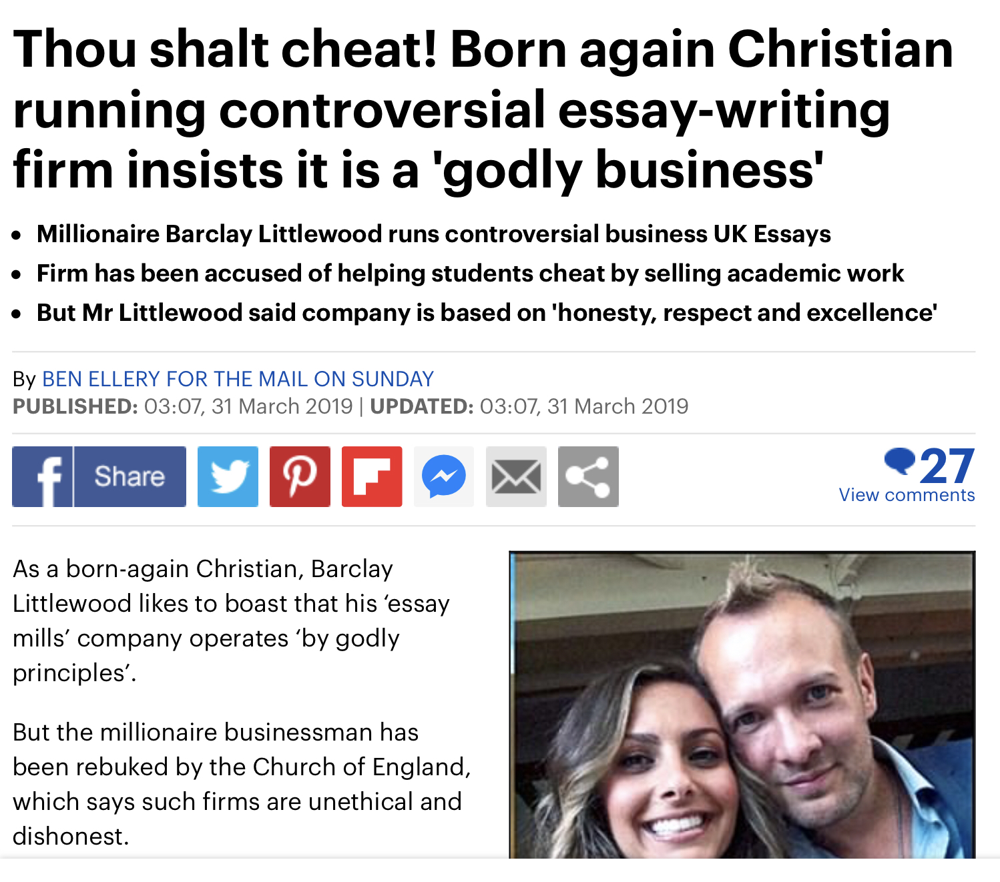 Thou shalt cheat! Born again Christian
running controversial essay-writing
firm insists it is a 'godly business'
• Millionaire Barclay Littlewood runs controversial business UK Essays
• Firm has been accused of helping students cheat by selling academic work
• But Mr Littlewood said company is based on 'honesty, respect and excellence'
By BEN ELLERY FOR THE MAIL ON SUNDAY
PUBLISHED: 03:07, 31 March 2019 | UPDATED: 03:07, 31 March 2019
Share
27
View comments
As a born-again Christian, Barclay
Littlewood likes to boast that his ‘essay
mills’ company operates ‘by godly
principles’.
But the millionaire businessman has
been rebuked by the Church of England,
which says such firms are unethical and
dishonest.